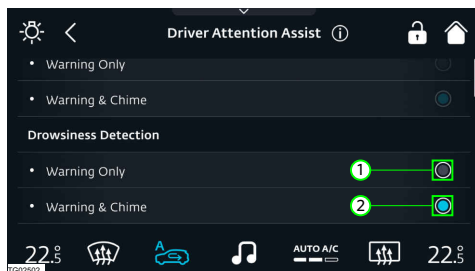 Driver Attention Assist i
• Warning Only
• Warning & Chime
Drowsiness Detection
• Warning Only 1
• Warning & Chime 2
22.5° A AUTO A/C 22.5°
TG02502